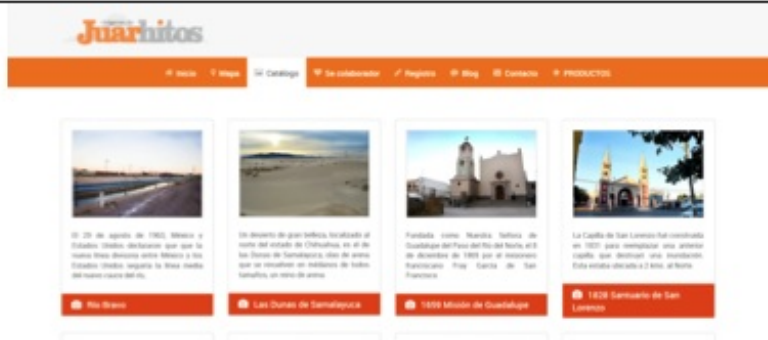 Juarhitos
Inicio Mapa Catálogo Se colaborador Registro Blog Contacto PRODUCTOS
El 29 de agosto de 1963, México y
Estados Unidos declararon que que la
nueva línea divisoria entre México y los
Estados Unidos seguiría la línea media
del nuevo cauce del río.
Río Bravo
Un desierto de gran belleza, localizado al
norte del estado de Chihuahua, es el de
las Dunas de Samalayuca; olas de arena
que se resuelven en médanos de todos
tamaños, un reino de arena
Las Dunas de Samalayuca
Fundada como Nuestra Señora de
Guadalupe del Paso del Río del Norte, el 8
de diciembre de por el misionero
franciscano Fray García de San
Francisco
Misión de Guadalupe
La Capilla de San Lorenzo fue construida
en 1831 para reemplazar una anterior
capilla que destruyó una inundación.
Esta estaba ubicada a 2 kms. al Norte
1828 Santuario de San
Lorenzo